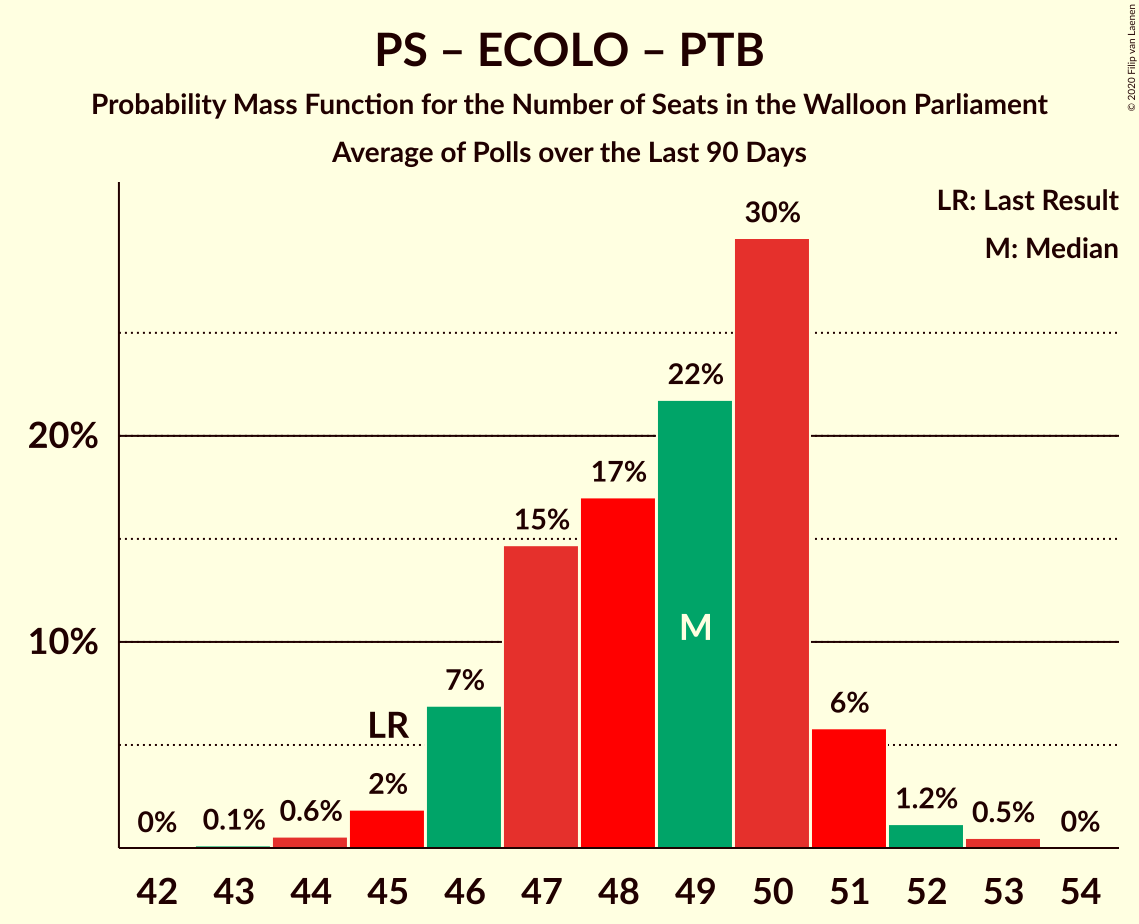 PS – ECOLO – PTB
Probability Mass Function for the Number of Seats in the Walloon Parliament
Average of Polls over the Last 90 Days
© 2020 Filip van Laenen
LR: Last Result
M: Median
30%
22%
20%
17%
15%
M
10%
7%
6%
LR
2%
1.2%
0.6%
0.5%
0.1%
0%
0%
42 43 44 45 46 47 48 49 50 51 52 53 54